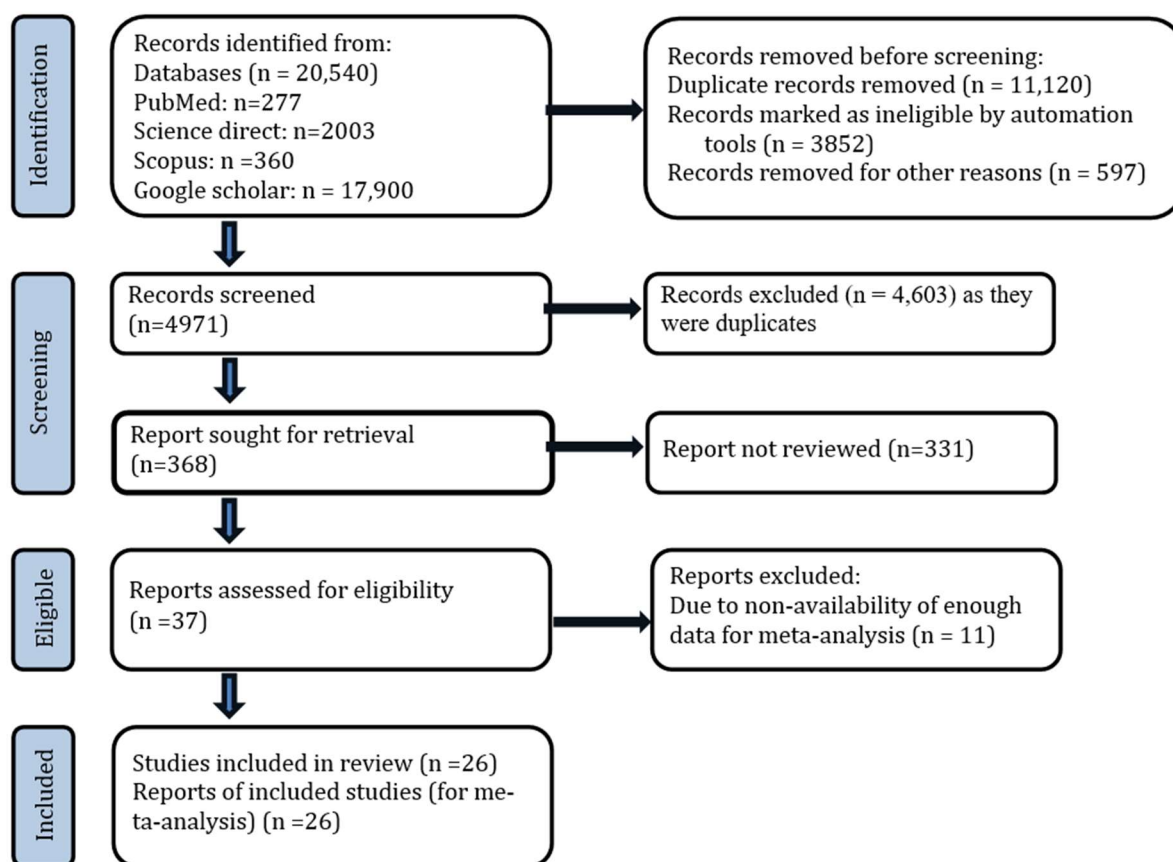 Identification
Records identified from:
Databases (n = 20,540)
PubMed: n=277
Science direct: n=2003
Scopus: n =360
Google scholar: n = 17,900
Records removed before screening:
Duplicate records removed (n = 11,120)
Records marked as ineligible by automation
tools (n = 3852)
Records removed for other reasons (n = 597)
Screening
Records screened
(n=4971)
Records excluded (n = 4,603) as they
were duplicates
Report sought for retrieval
(n=368)
Report not reviewed (n=331)
Eligible
Reports assessed for eligibility
(n =37)
Reports excluded:
Due to non-availability of enough
data for meta-analysis (n = 11)
Included
Studies included in review (n =26)
Reports of included studies (for me-
ta-analysis) (n =26)